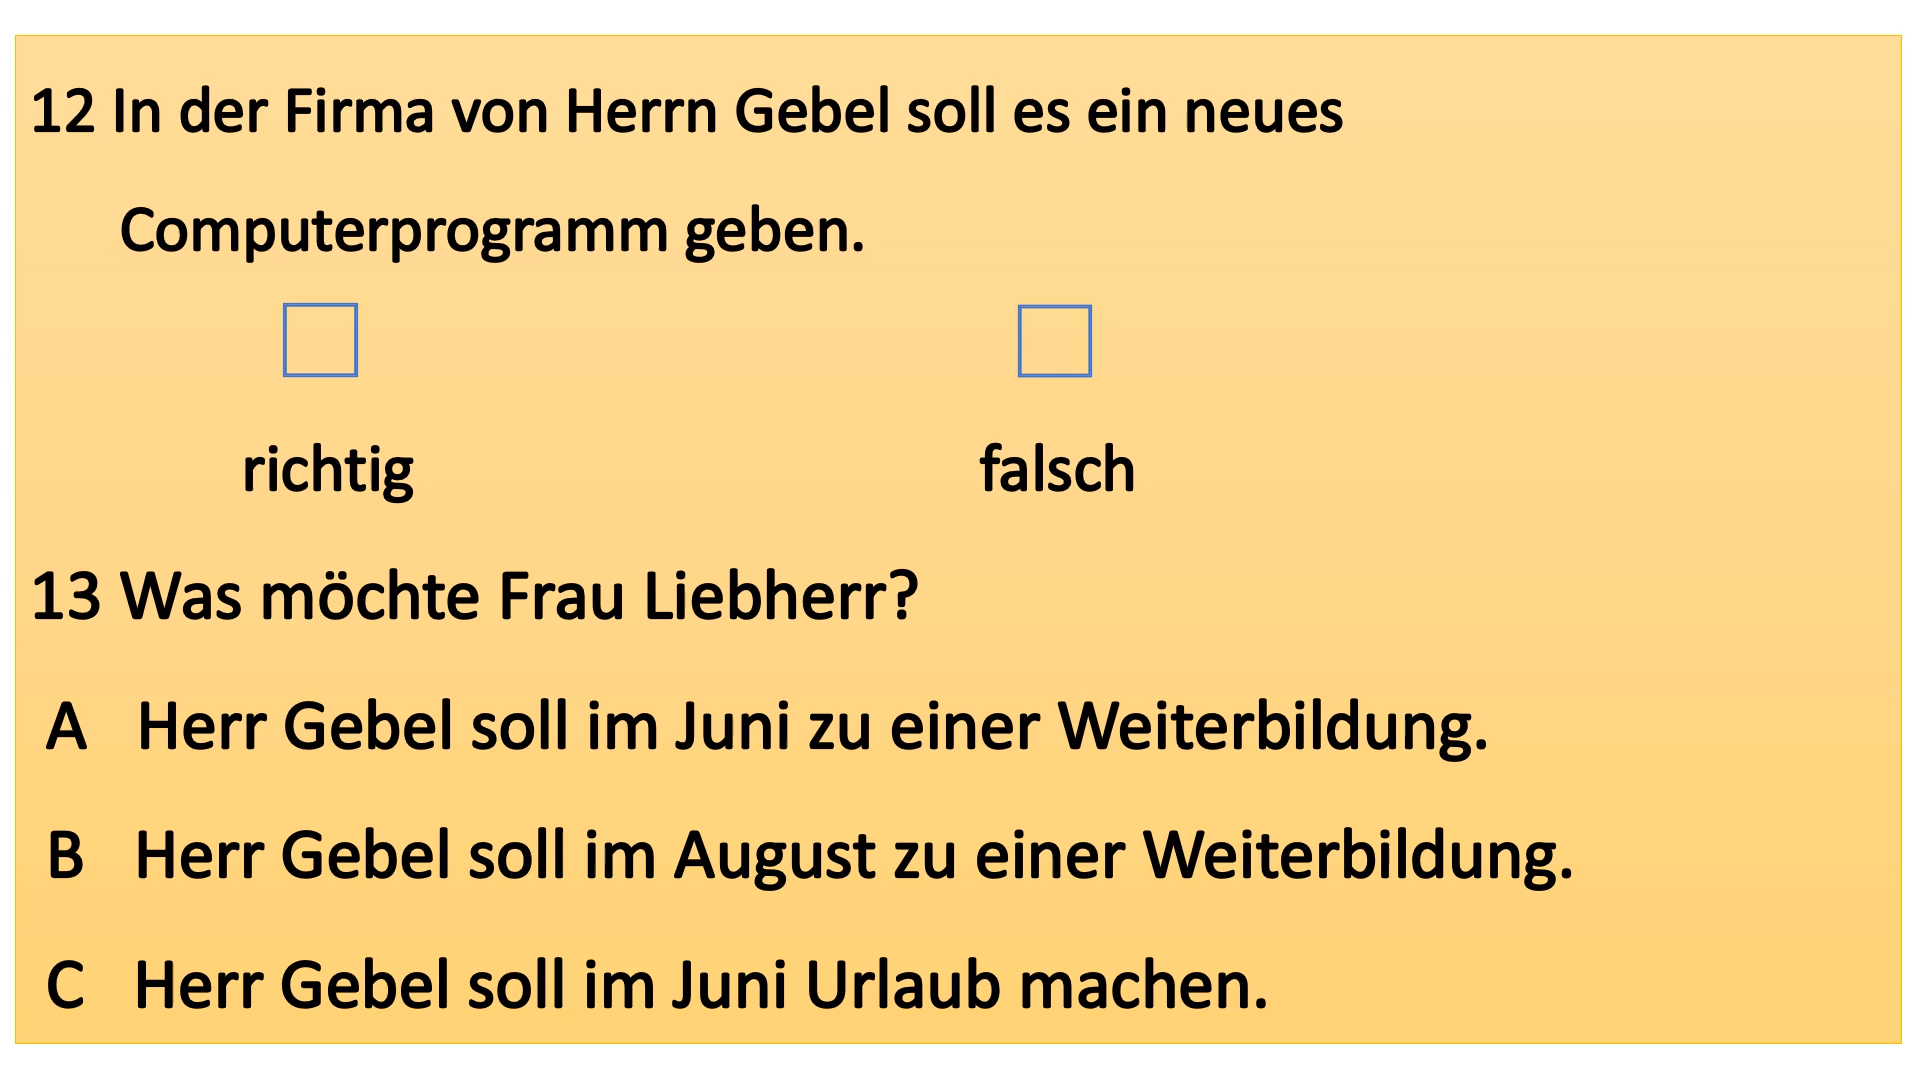 12 In der Firma von Herrn Gebel soll es ein neues
Computerprogramm geben.
richtig falsch
13 Was möchte Frau Liebherr?
A Herr Gebel soll im Juni zu einer Weiterbildung.
B Herr Gebel soll im August zu einer Weiterbildung.
C Herr Gebel soll im Juni Urlaub machen.